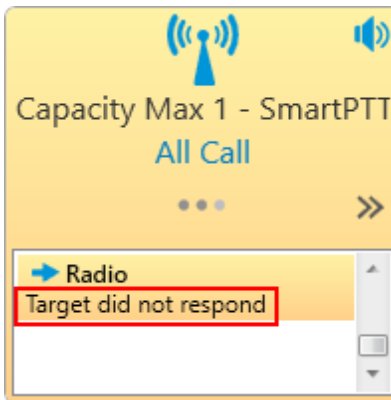 Capacity Max 1 - SmartPTT
All Call
Radio
Target did not respond